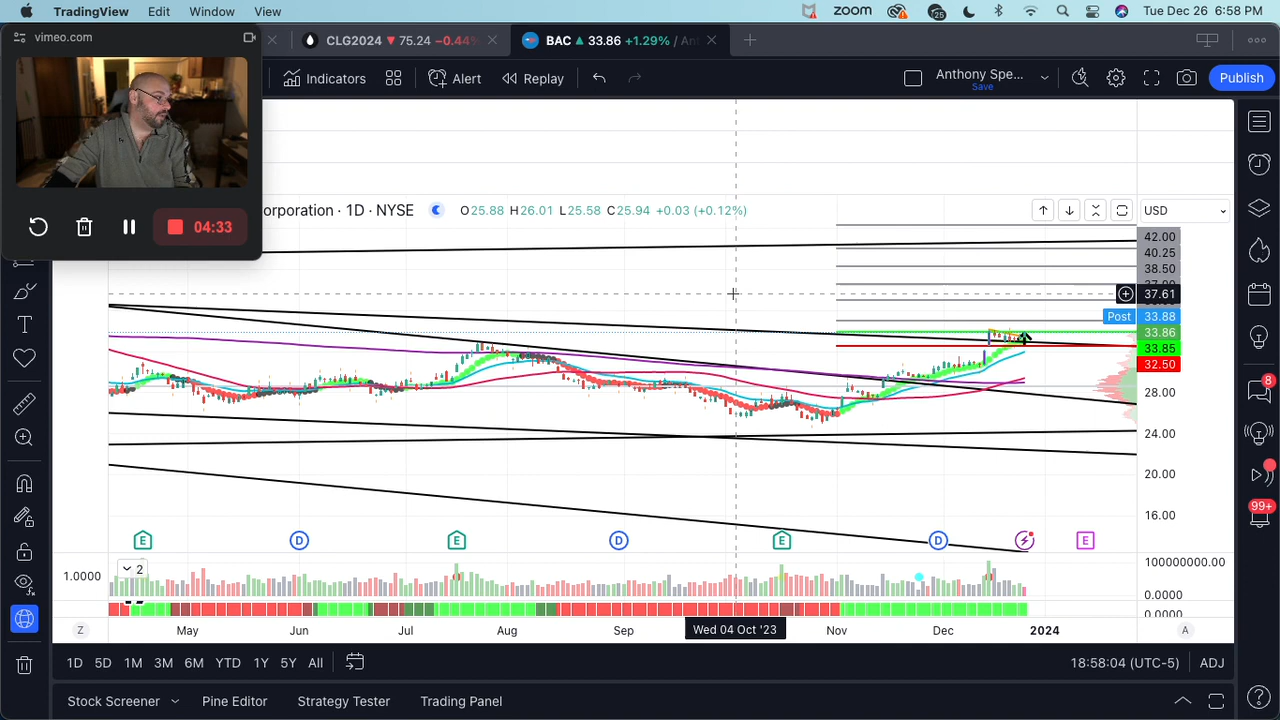 TradingView Edit Window View zoom 25 Tue Dec 26 6:58 PM
vimeo.com
CLG2024 75.24 −0.44%
BAC 33.86 +1.29% / An
Indicators Alert Replay Anthony Spe... Save Publish
04:33
orporation · 1D · NYSE O25.88 H26.01 L25.58 C25.94 +0.03 (+0.12%) USD
42.00
40.25
38.50
37.61
Post 33.88
33.86
33.85
32.50
28.00
24.00
20.00
16.00
8
99+
E D E D E D E
1.0000 2 100000000.00
0.0000
0.0000
Z May Jun Jul Aug Sep Wed 04 Oct '23 Nov Dec 2024 A
1D 5D 1M 3M 6M YTD 1Y 5Y All 18:58:04 (UTC-5) ADJ
Stock Screener Pine Editor Strategy Tester Trading Panel